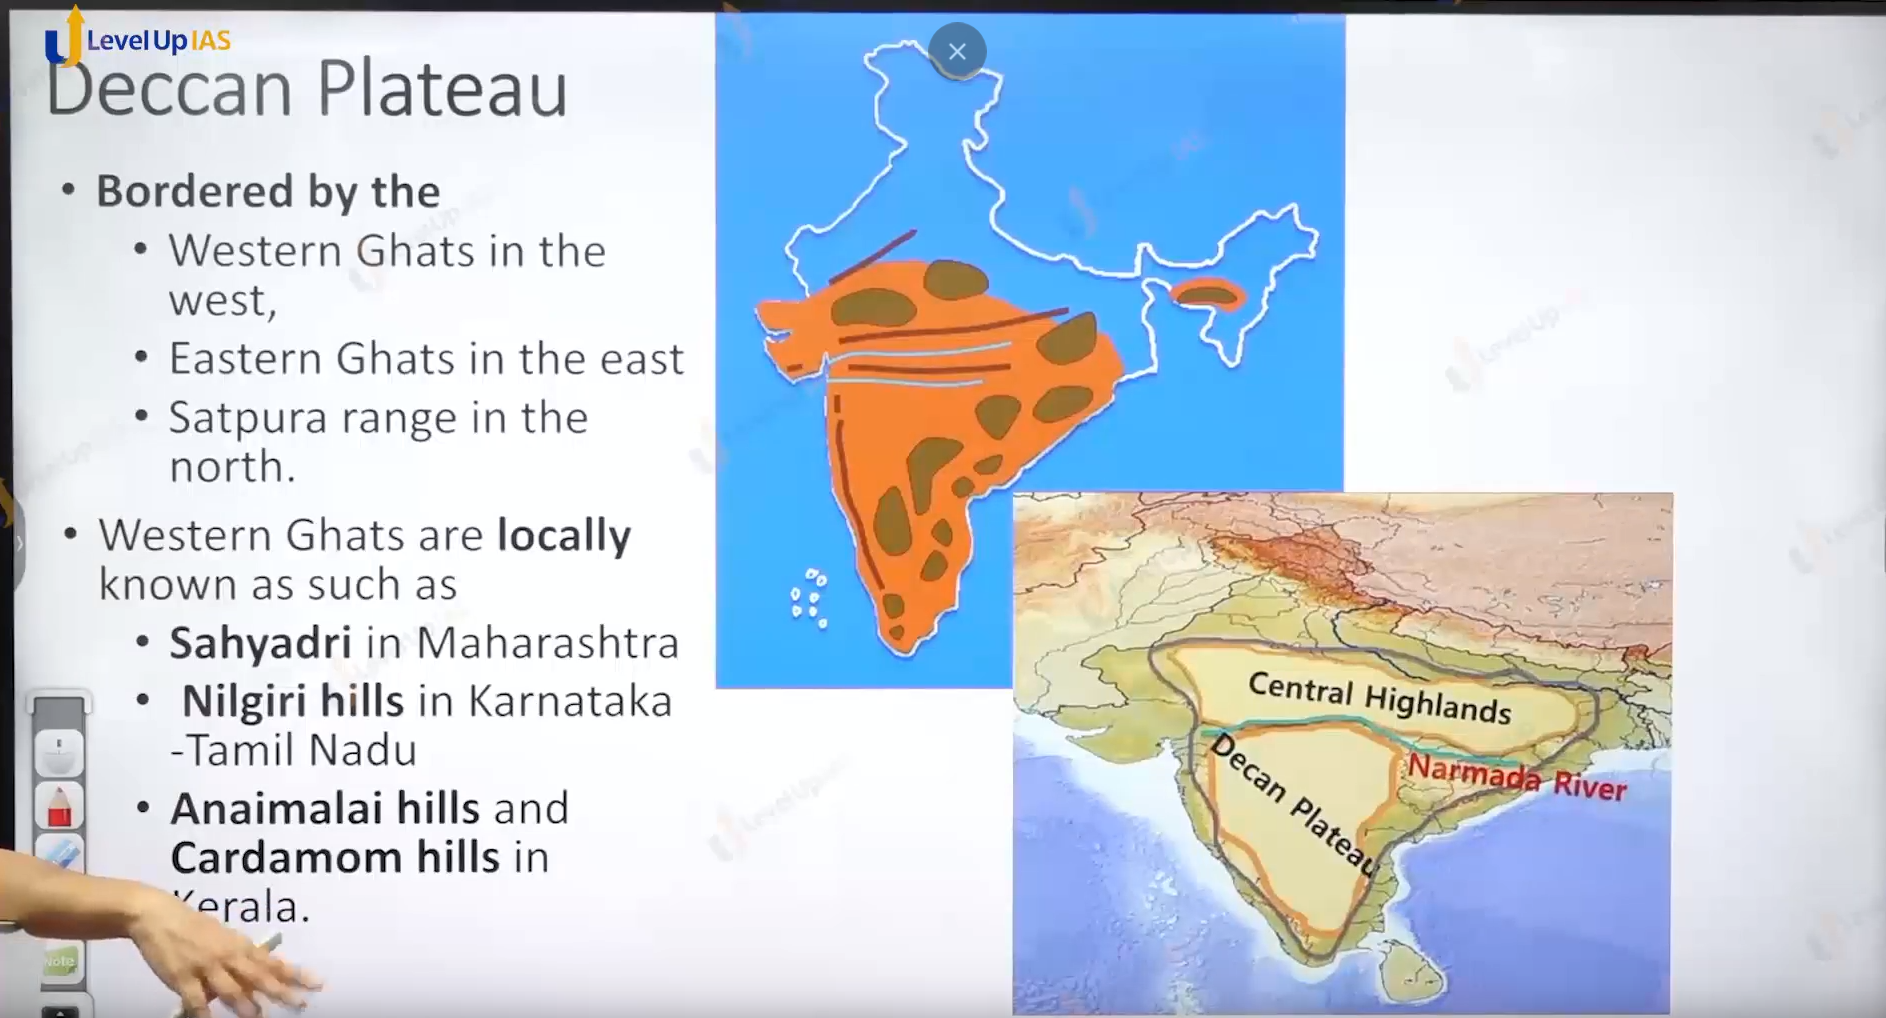 Level Up IAS
Deccan Plateau
• Bordered by the
• Western Ghats in the
west,
• Eastern Ghats in the east
• Satpura range in the
north.
• Western Ghats are locally
known as such as
• Sahyadri in Maharashtra
• Nilgiri hills in Karnataka
-Tamil Nadu
• Anaimalai hills and
Cardamom hills in
Kerala.
Note
Central Highlands
Narmada River
Decan Plateau